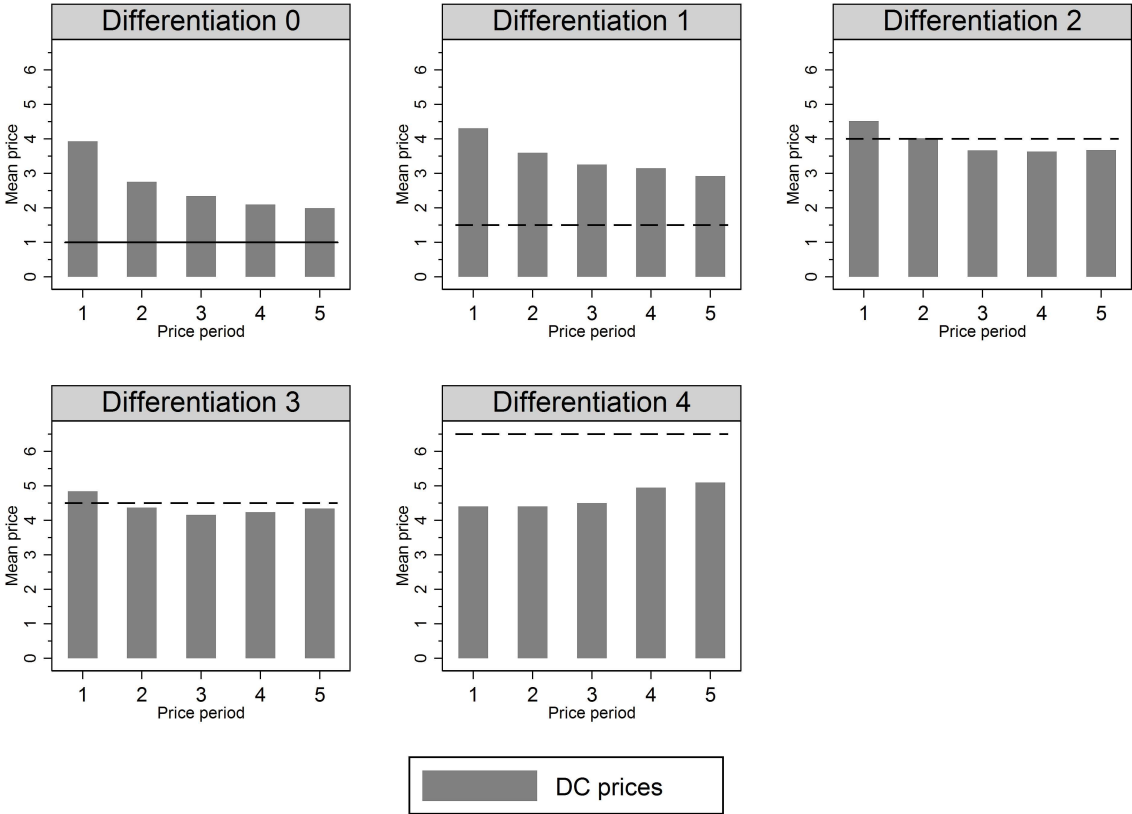 Differentiation 0
Mean price
0 1 2 3 4 5 6
1 2 3 4 5
Price period
Differentiation 1
Mean price
0 1 2 3 4 5 6
1 2 3 4 5
Price period
Differentiation 2
Mean price
0 1 2 3 4 5 6
1 2 3 4 5
Price period
Differentiation 3
Mean price
0 1 2 3 4 5 6
1 2 3 4 5
Price period
Differentiation 4
Mean price
0 1 2 3 4 5 6
1 2 3 4 5
Price period
DC prices